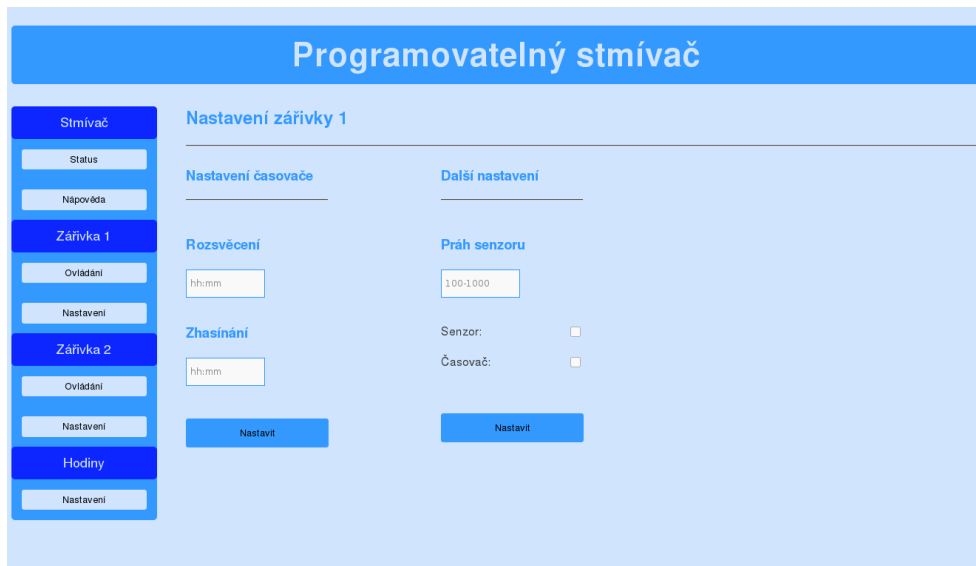 Programovatelný stmívač
Stmívač
Status
Nápověda
Zářivka 1
Ovládání
Nastavení
Zářivka 2
Ovládání
Nastavení
Hodiny
Nastavení
Nastavení zářivky 1
Nastavení časovače
Rozsvěcení
hh:mm
Zhasínání
hh:mm
Nastavit
Další nastavení
Práh senzoru
100-1000
Senzor:
Časovač:
Nastavit